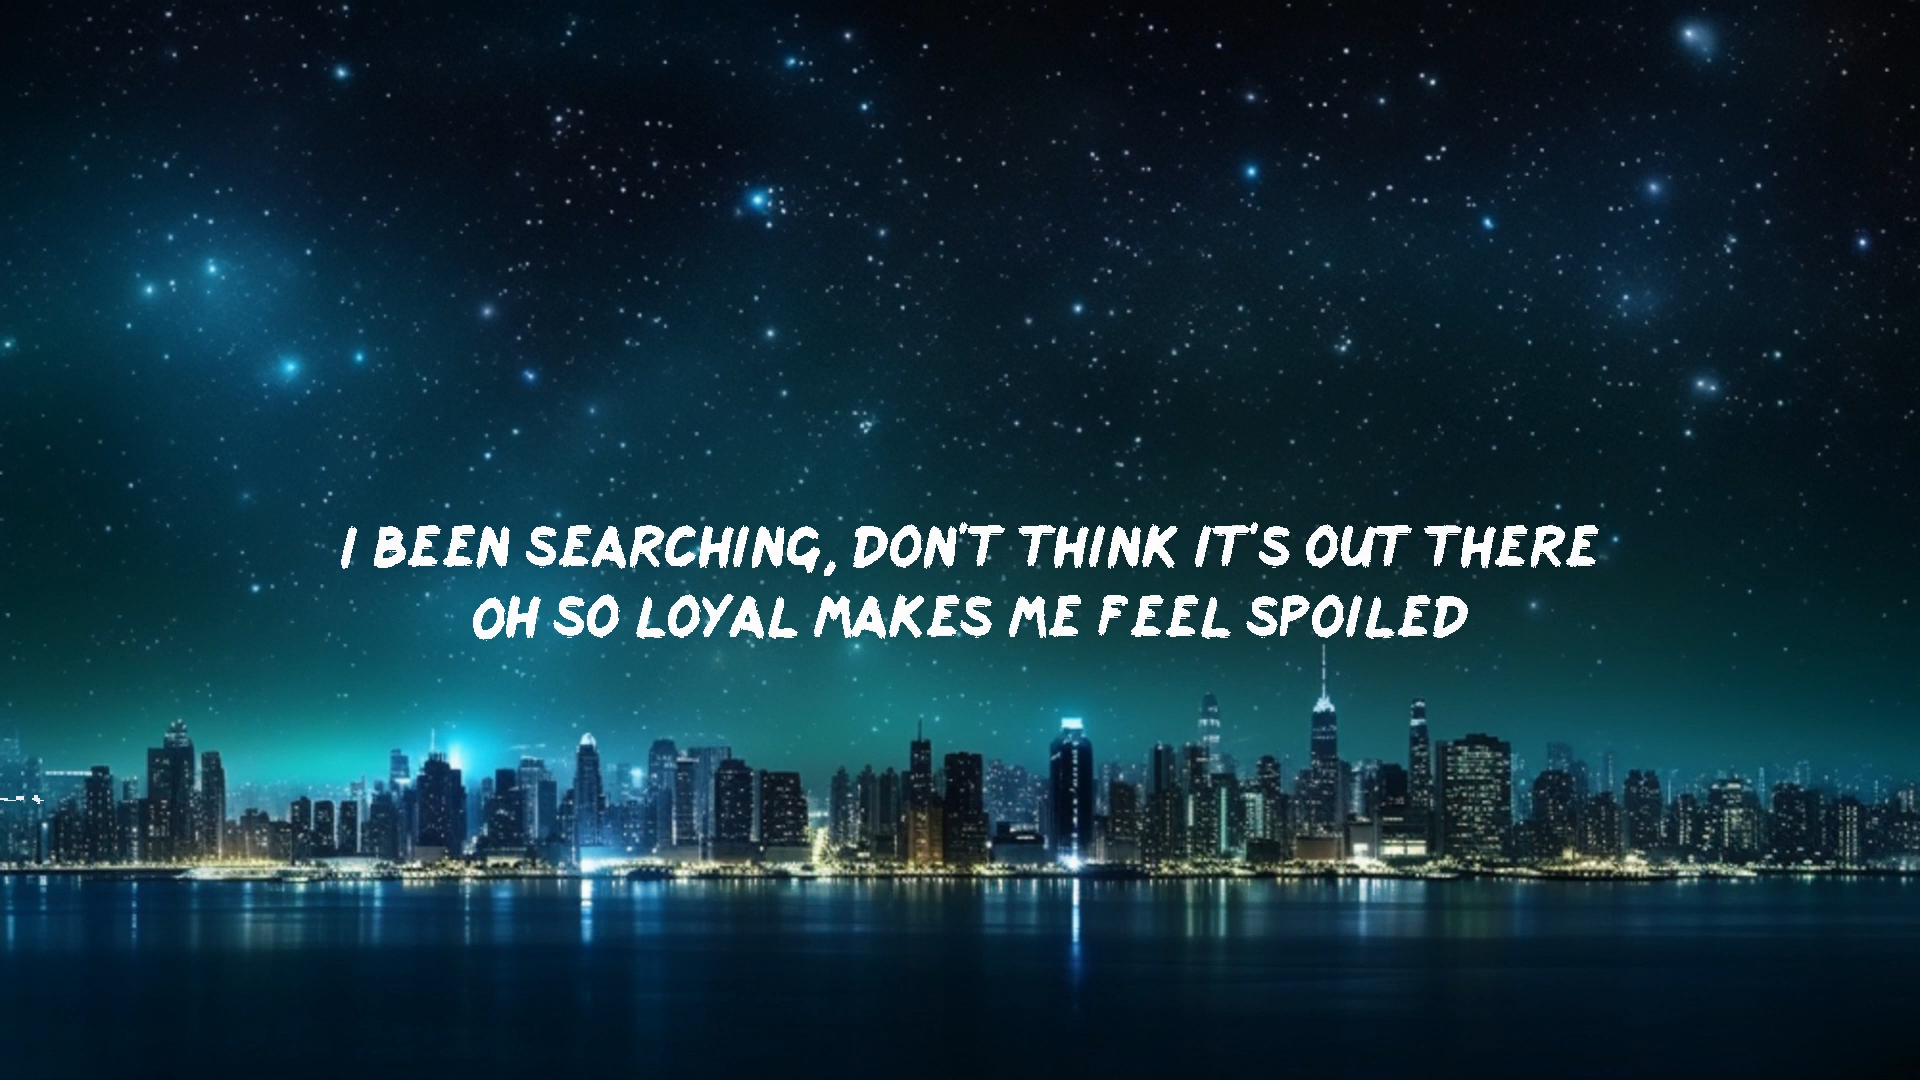 I BEEN SEARCHING, DON'T THINK IT'S OUT THERE
OH SO LOYAL MAKES ME FEEL SPOILED